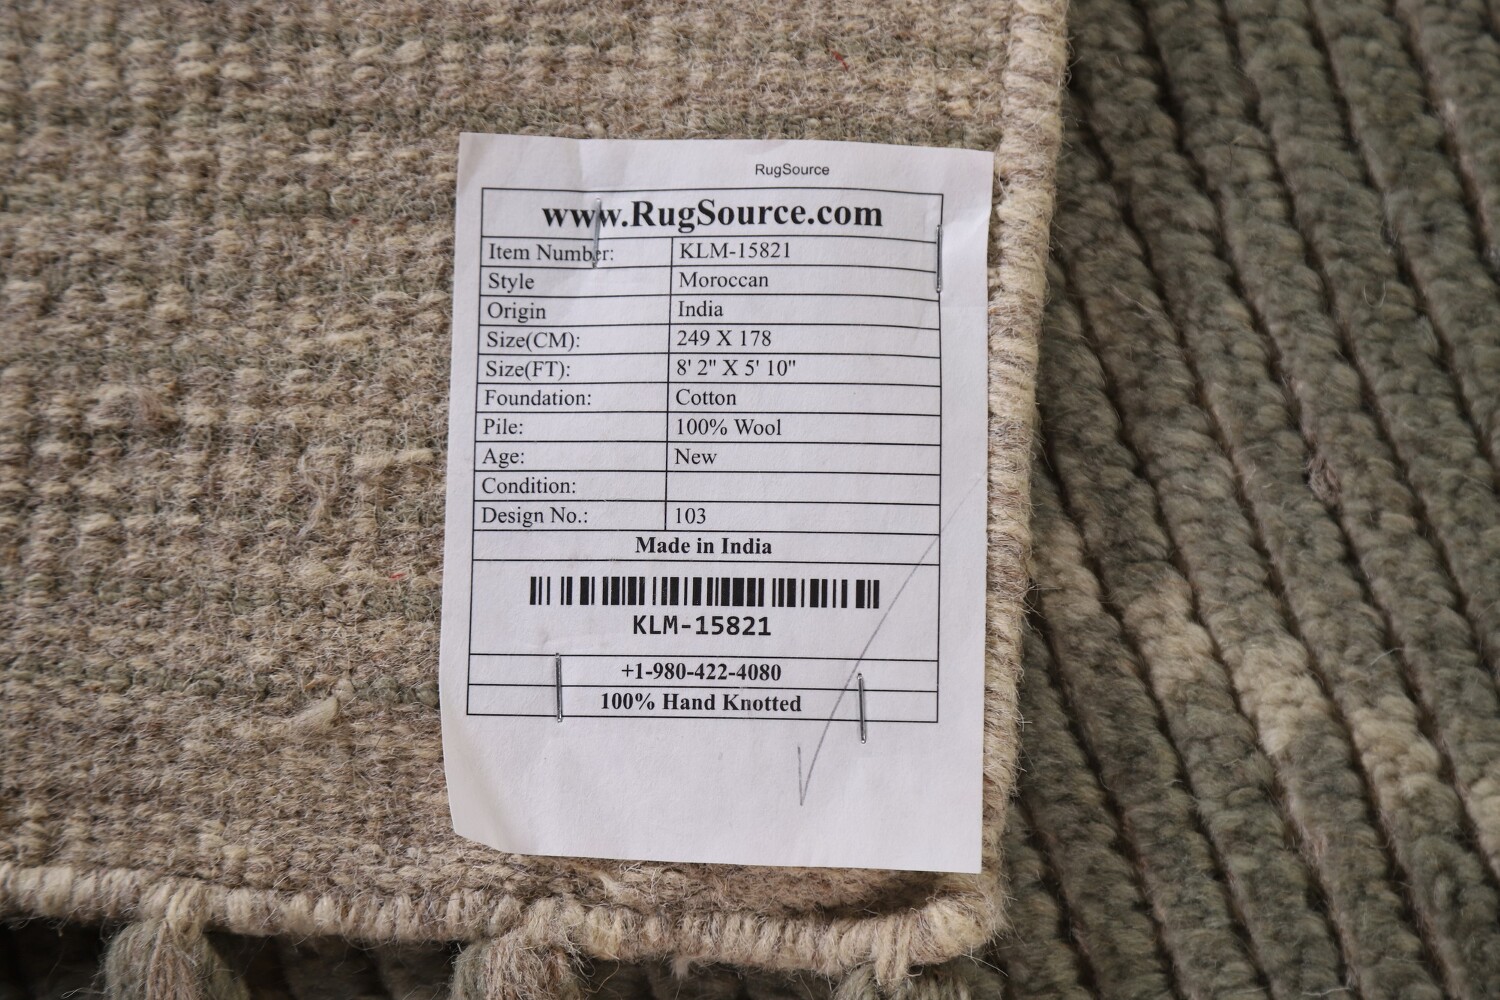 RugSource
www.RugSource.com
Item Number: KLM-15821
Style Moroccan
Origin India
Size(CM): 249 X 178
Size(FT): 8' 2" X 5' 10"
Foundation: Cotton
Pile: 100% Wool
Age: New
Condition:
Design No.: 103
Made in India
KLM-15821
+1-980-422-4080
100% Hand Knotted